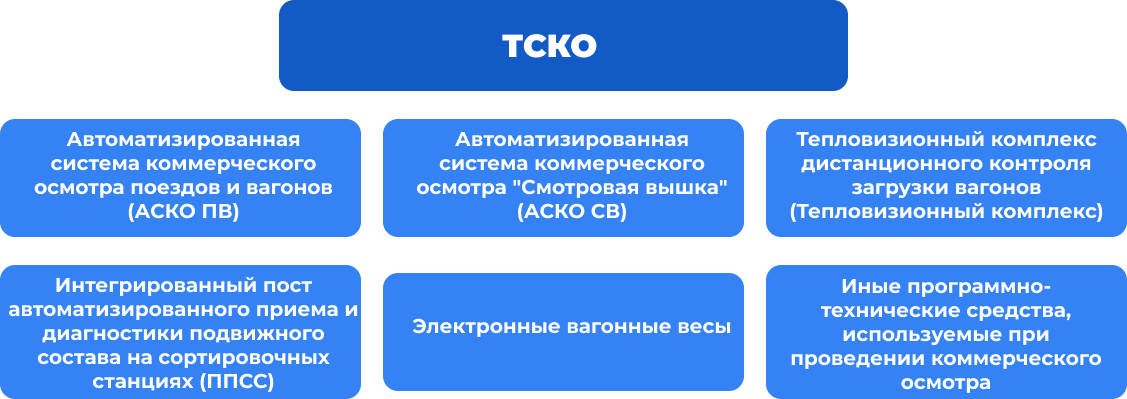 ТСКО
Автоматизированная
система коммерческого
осмотра поездов и вагонов
(АСКО ПВ)
Автоматизированная
система коммерческого
осмотра "Смотровая вышка"
(АСКО СВ)
Тепловизионный комплекс
дистанционного контроля
загрузки вагонов
(Тепловизионный комплекс)
Интегрированный пост
автоматизированного приема и
диагностики подвижного
состава на сортировочных
станциях (ППСС)
Электронные вагонные весы
Иные программно-
технические средства,
используемые при
проведении коммерческого
осмотра